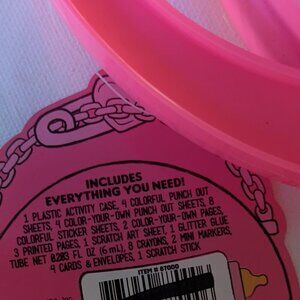 INCLUDES
EVERYTHING YOU NEED!
1 PLASTIC ACTIVITY CASE, 4 COLORFUL PUNCH OUT
SHEETS, 4 COLOR-YOUR-OWN PUNCH OUT SHEETS, 8
COLORFUL STICKER SHEETS, 2 COLOR-YOUR-OWN PAGES,
3 PRINTED PAGES, 1 SCRATCH ART SHEET, 1 GLITTER GLUE
TUBE NET 0.203 FL OZ (6 mL), 8 CRAYONS, 2 MINI MARKERS,
4 CARDS & ENVELOPES, 1 SCRATCH STICK
ITEM # 87000